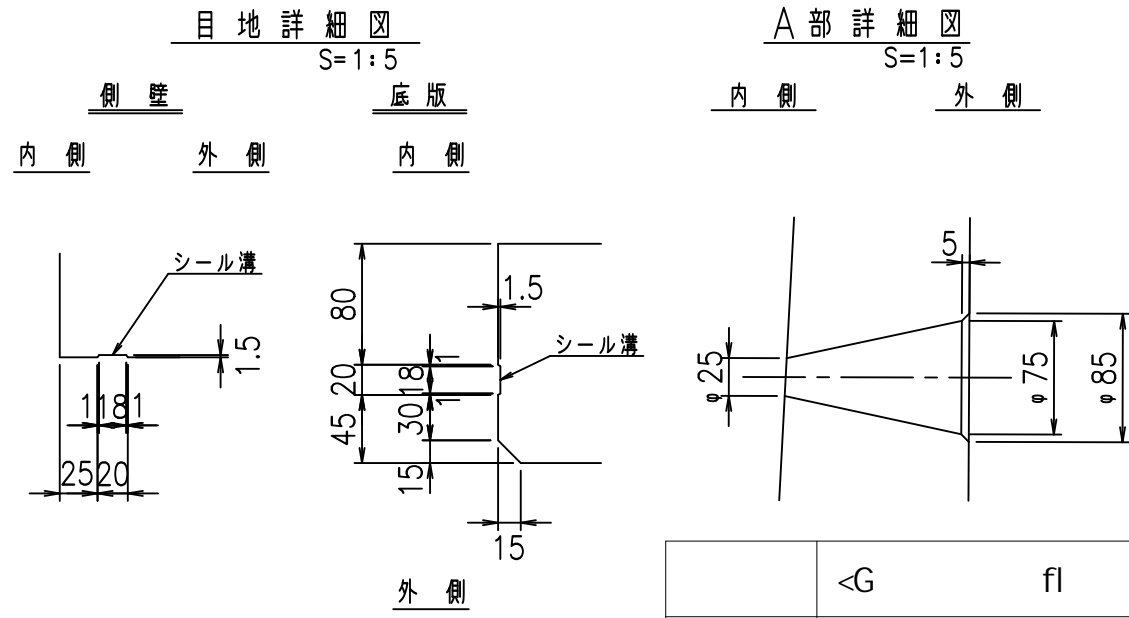 目地詳細図
S=1:5
側壁
内側
外側
シール溝
1.5
1
18
1
25
20
底版
内側
80
20
45
1
18
1
30
15
1.5
シール溝
15
外側
A部詳細図
S=1:5
内側
外側
5
φ25
φ75
φ85
<G fl